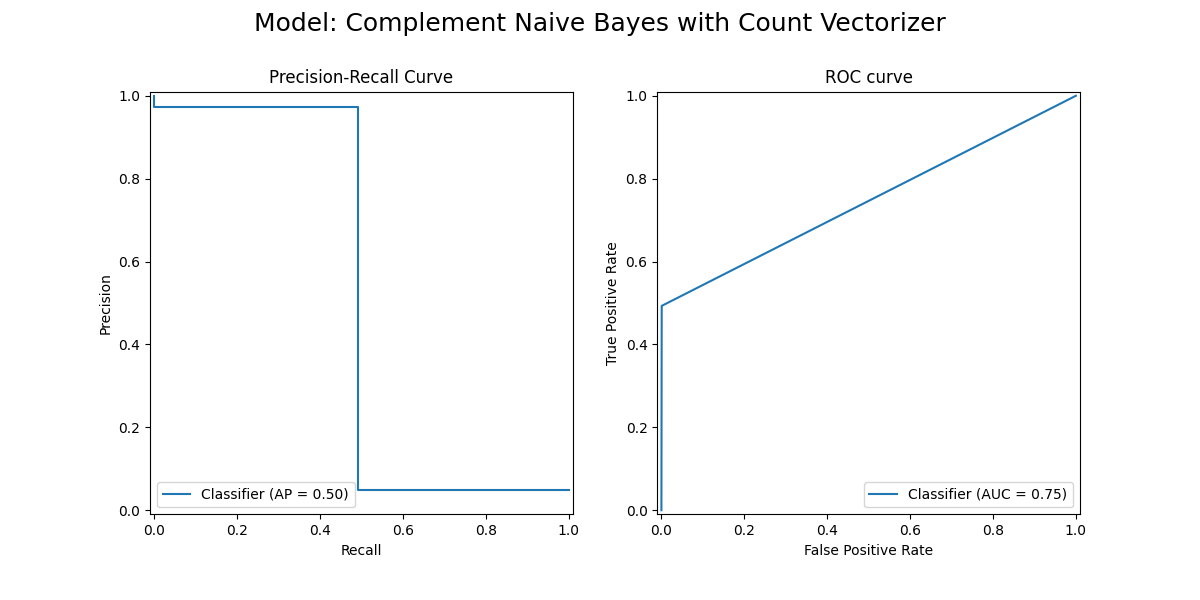 Model: Complement Naive Bayes with Count Vectorizer
Precision-Recall Curve
1.0
0.8
0.6
0.4
0.2
0.0
Precision
Classifier (AP = 0.50)
0.0 0.2 0.4 0.6 0.8 1.0
Recall
ROC curve
1.0
0.8
0.6
0.4
0.2
0.0
True Positive Rate
Classifier (AUC = 0.75)
0.0 0.2 0.4 0.6 0.8 1.0
False Positive Rate